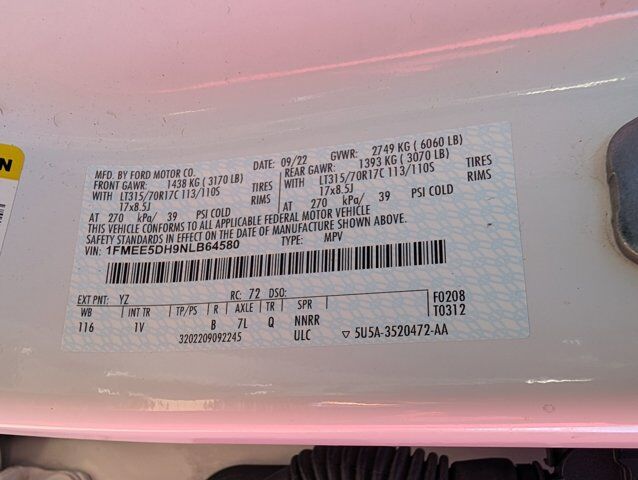 N
MFD. BY FORD MOTOR CO. DATE: 09/22 GVWR: 2749 KG ( 6060 LB)
FRONT GAWR: 1438 KG ( 3170 LB) REAR GAWR: 1393 KG ( 3070 LB)
WITH LT315/70R17C 113/110S TIRES WITH LT315/70R17C 113/110S TIRES
17x8.5J RIMS 17x8.5J RIMS
AT 270 kPa/ 39 PSI COLD AT 270 kPa/ 39 PSI COLD
THIS VEHICLE CONFORMS TO ALL APPLICABLE FEDERAL MOTOR VEHICLE
SAFETY STANDARDS IN EFFECT ON THE DATE OF MANUFACTURE SHOWN ABOVE.
VIN: 1FMEE5DH9NLB64580 TYPE: MPV
EXT PNT: YZ RC: 72 DSO:
WB INT TR TP/PS R AXLE TR SPR F0208
116 1V B 7L Q NNRR T0312
3202209092245 ULC ▽ 5U5A-3520472-AA